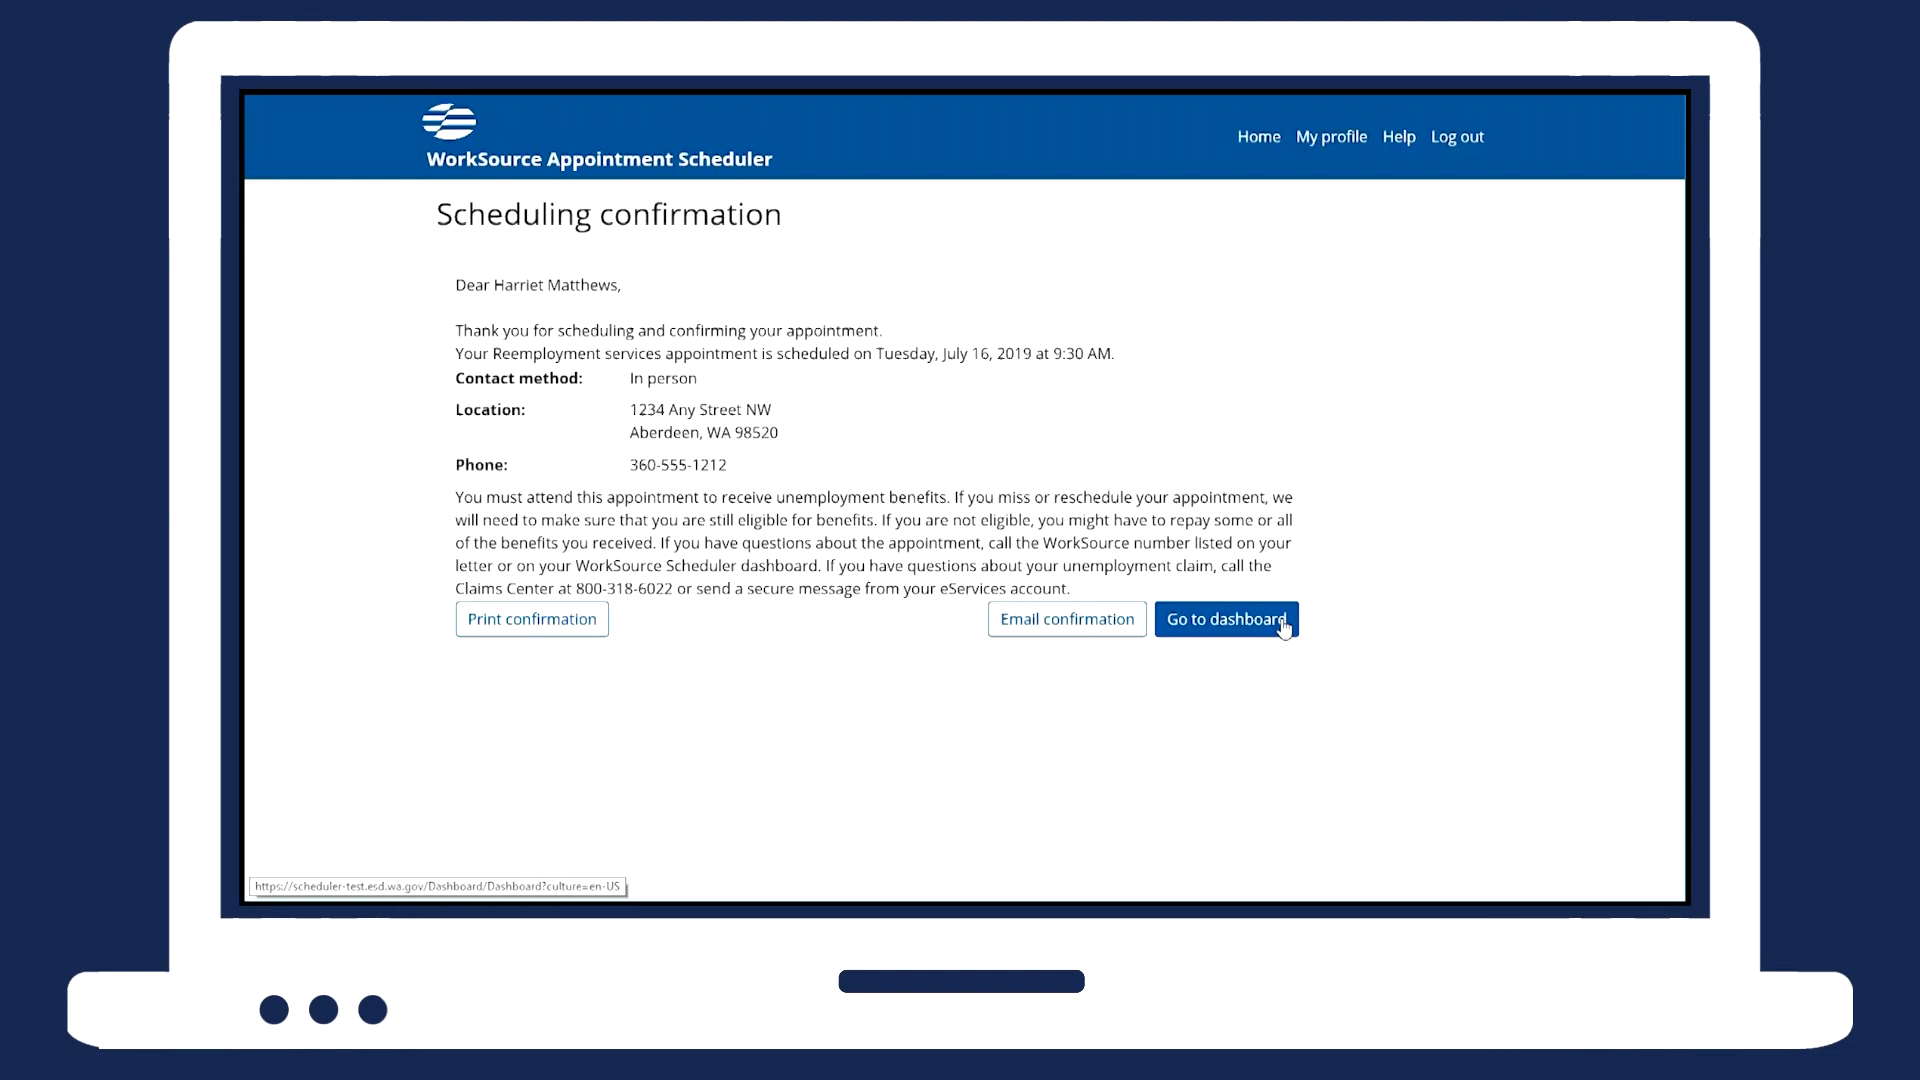 WorkSource Appointment Scheduler
Home My profile Help Log out
Scheduling confirmation
Dear Harriet Matthews,
Thank you for scheduling and confirming your appointment.
Your Reemployment services appointment is scheduled on Tuesday, July 16, 2019 at 9:30 AM.
Contact method: In person
Location: 1234 Any Street NW
Aberdeen, WA 98520
Phone: 360-555-1212
You must attend this appointment to receive unemployment benefits. If you miss or reschedule your appointment, we
will need to make sure that you are still eligible for benefits. If you are not eligible, you might have to repay some or all
of the benefits you received. If you have questions about the appointment, call the WorkSource number listed on your
letter or on your WorkSource Scheduler dashboard. If you have questions about your unemployment claim, call the
Claims Center at 800-318-6022 or send a secure message from your eServices account.
Print confirmation Email confirmation Go to dashboard
https://scheduler-test.esd.wa.gov/Dashboard/Dashboard?culture=en-US